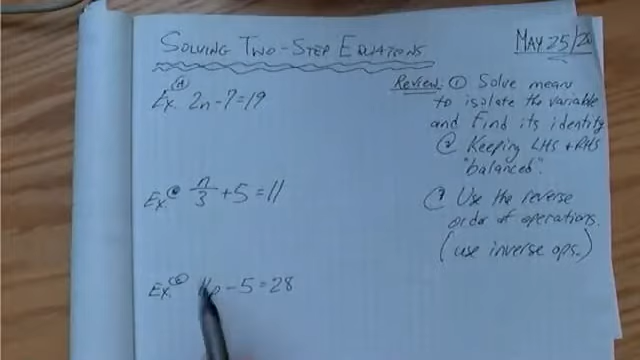 SOLVING TWO-STEP EQUATIONS
MAY 25/20
Ex. 2n-7=19
Ex n/3 +5=11
Ex. p-5=28
Review: ① Solve means
to isolate the variable
and Find its identity
② Keeping LHS + RHS
"balanced".
Use the reverse
order of operations.
(use inverse ops.)